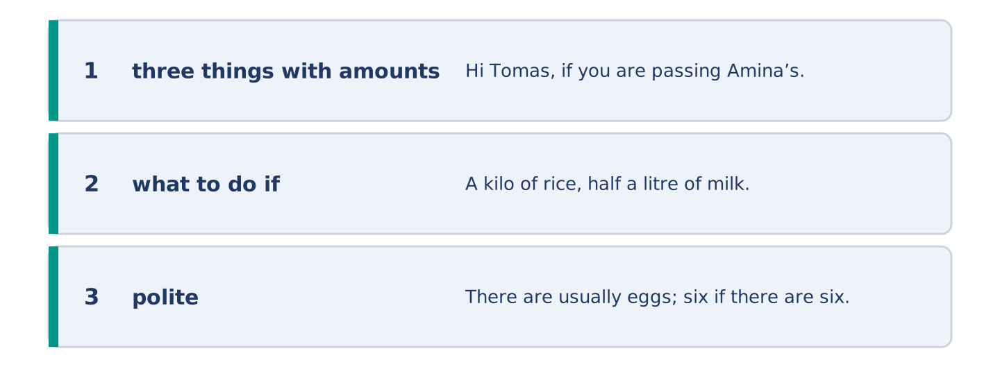 1 three things with amounts Hi Tomas, if you are passing Amina’s.
2 what to do if A kilo of rice, half a litre of milk.
3 polite There are usually eggs; six if there are six.